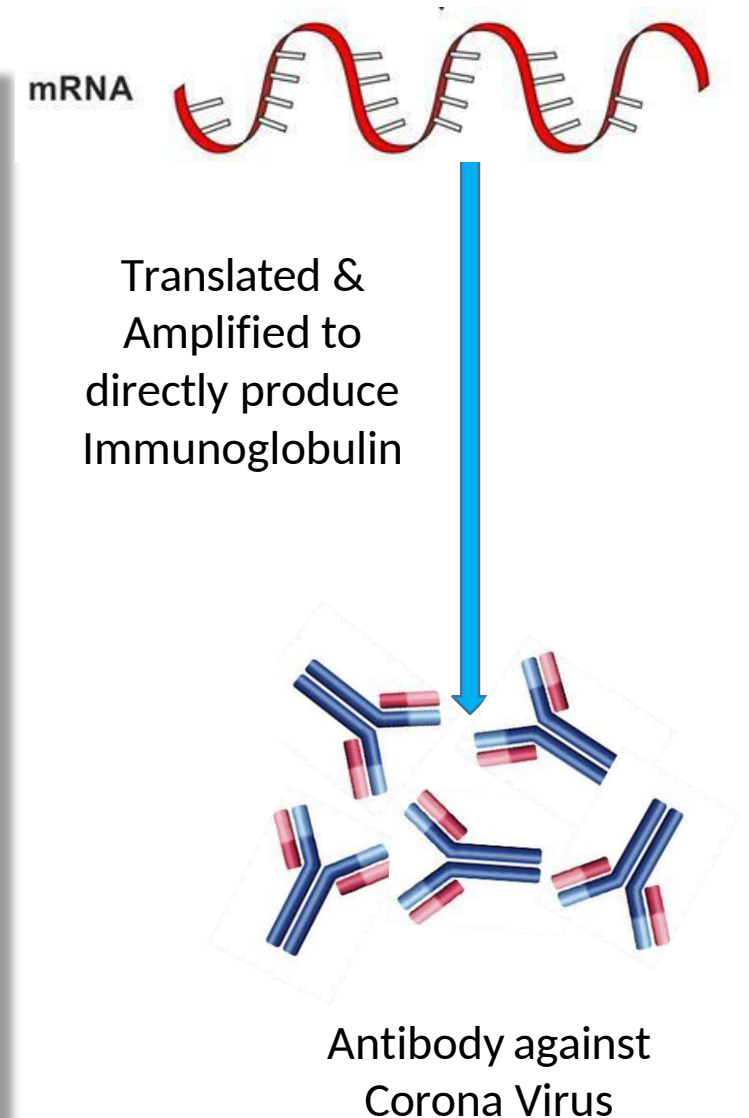 mRNA
Translated &
Amplified to
directly produce
Immunoglobulin
Antibody against
Corona Virus